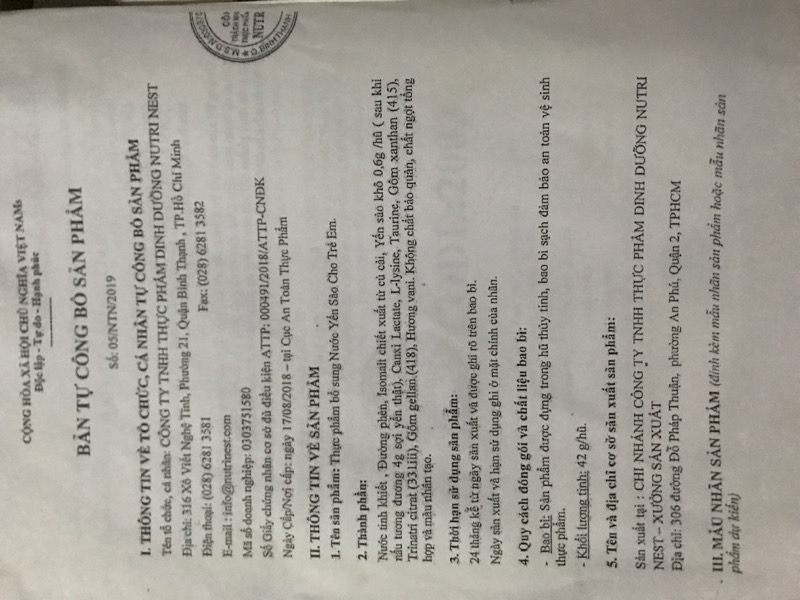 CỘNG HÒA XÃ HỘI CHỦ NGHĨA VIỆT NAMs
Độc lập - Tự do - Hạnh phúc
BẢN TỰ CÔNG BỐ SẢN PHẨM
Số: 05/NTN/2019
I. THÔNG TIN VỀ TỔ CHỨC, CÁ NHÂN TỰ CÔNG BỐ SẢN PHẨM
Tên tổ chức, cá nhân: CÔNG TY TNHH THỰC PHẨM DINH DƯỠNG NUTRI NEST
Địa chỉ: 316 Xô Viết Nghệ Tĩnh, Phường 21, Quận Bình Thạnh , TP.Hồ Chí Minh
Điện thoại: (028) 6281 3581 Fax: (028) 6281 3582
E-mail : info@nutrinest.com
Mã số doanh nghiệp: 0303751580
Số Giấy chứng nhận cơ sở đủ điều kiện ATTP: 000491/2018/ATTP-CNĐK
Ngày Cấp/Nơi cấp: ngày 17/08/2018 – tại Cục An Toàn Thực Phẩm
II. THÔNG TIN VỀ SẢN PHẨM
1. Tên sản phẩm: Thực phẩm bổ sung Nước Yến Sào Cho Trẻ Em.
2. Thành phần:
Nước tinh khiết , Đường phèn, Isomalt chiết xuất từ củ cải, Yến sào khô 0,6g /hũ ( sau khi
nấu tương đương 4g sợi yến thật), Canxi Lactate, L-lysine, Taurine, Gôm xanthan (415),
Trinatri citrat (331iii), Gôm gellan (418), Hương vani. Không chất bảo quản, chất ngọt tổng
hợp và màu nhân tạo.
3. Thời hạn sử dụng sản phẩm:
24 tháng kể từ ngày sản xuất và được ghi rõ trên bao bì.
Ngày sản xuất và hạn sử dụng ghi ở mặt chính của nhãn.
4. Quy cách đóng gói và chất liệu bao bì:
- Bao bì: Sản phẩm được đựng trong hũ thủy tinh, bao bì sạch đảm bảo an toàn vệ sinh
thực phẩm.
- Khối lượng tịnh: 42 g/hũ.
5. Tên và địa chỉ cơ sở sản xuất sản phẩm:
Sản xuất tại : CHI NHÁNH CÔNG TY TNHH THỰC PHẨM DINH DƯỠNG NUTRI
NEST – XƯỞNG SẢN XUẤT
Địa chỉ: 306 đường Đỗ Pháp Thuận, phường An Phú, Quận 2, TPHCM
III. MẪU NHÃN SẢN PHẨM (đính kèm mẫu nhãn sản phẩm hoặc mẫu nhãn sản
phẩm dự kiến)